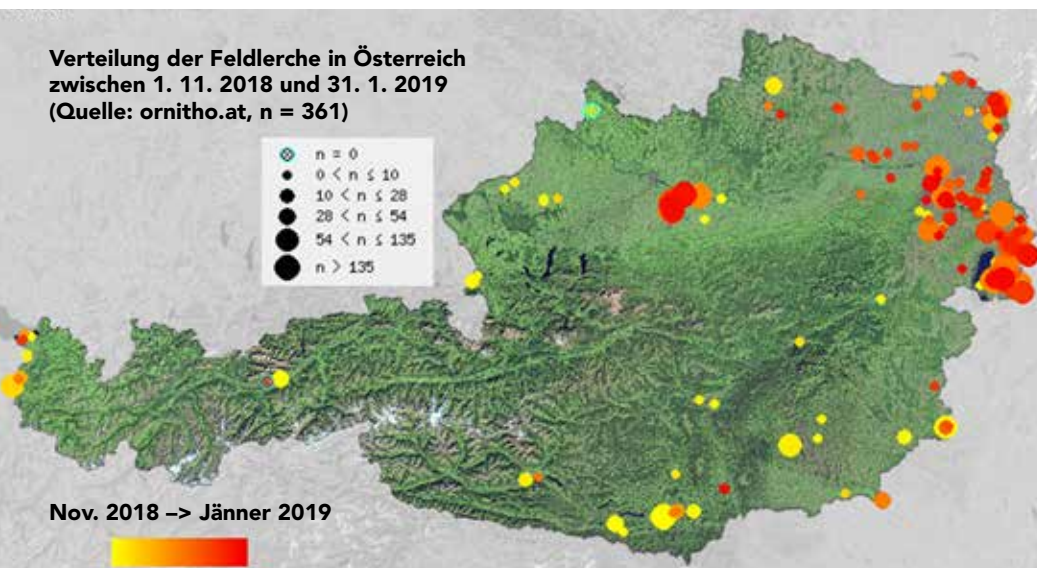 Verteilung der Feldlerche in Österreich
zwischen 1. 11. 2018 und 31. 1. 2019
(Quelle: ornitho.at, n = 361)
n = 0
0 < n ≤ 10
10 < n ≤ 28
28 < n ≤ 54
54 < n ≤ 135
n > 135
Nov. 2018 –> Jänner 2019